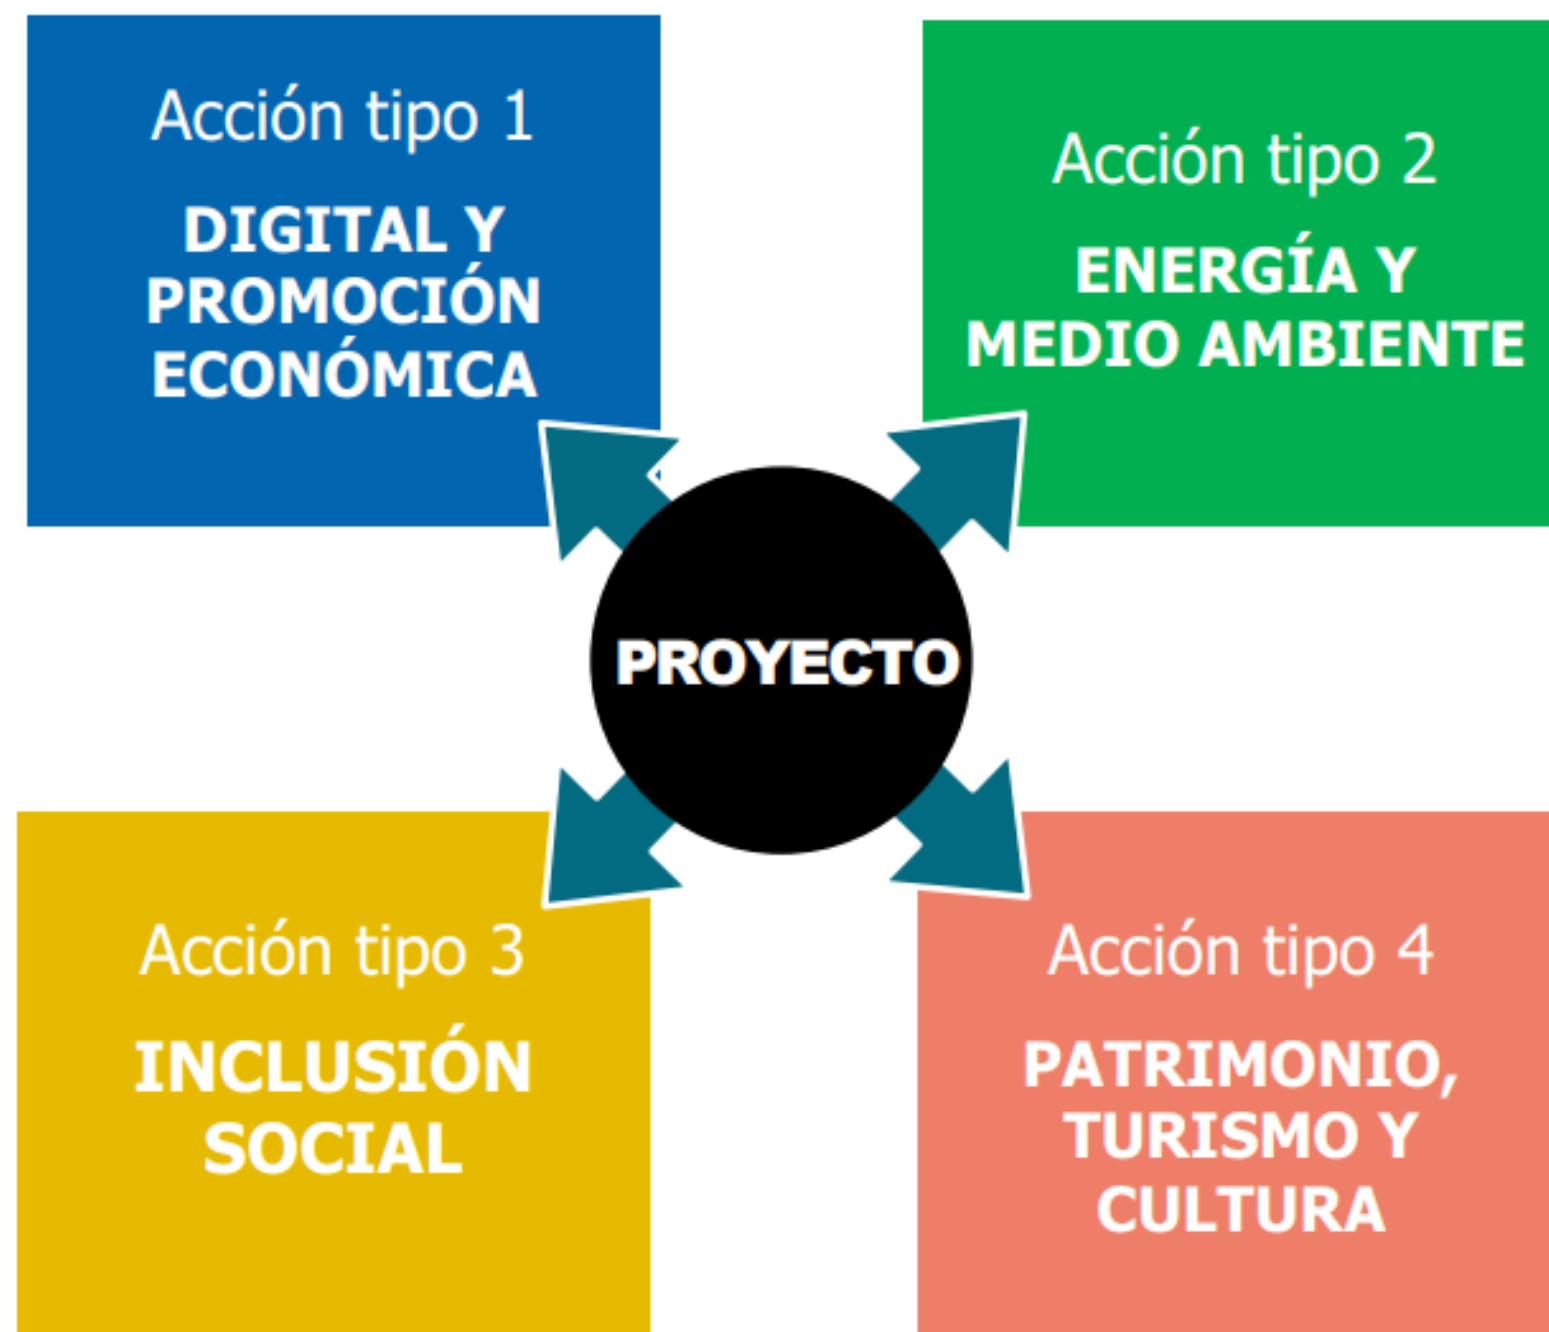 Acción tipo 1
DIGITAL Y
PROMOCIÓN
ECONÓMICA
Acción tipo 2
ENERGÍA Y
MEDIO AMBIENTE
PROYECTO
Acción tipo 3
INCLUSIÓN
SOCIAL
Acción tipo 4
PATRIMONIO,
TURISMO Y
CULTURA